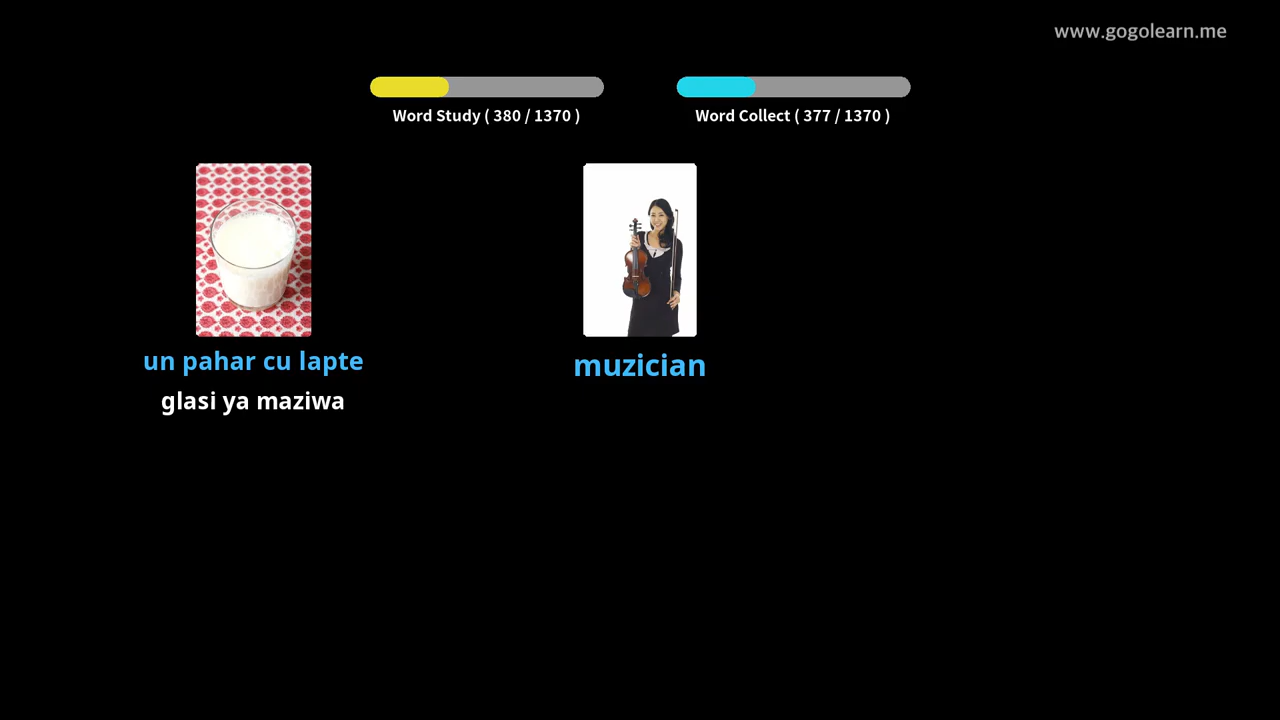 www.gogolearn.me
Word Study ( 380 / 1370 )
Word Collect ( 377 / 1370 )
un pahar cu lapte
glasi ya maziwa
muzician